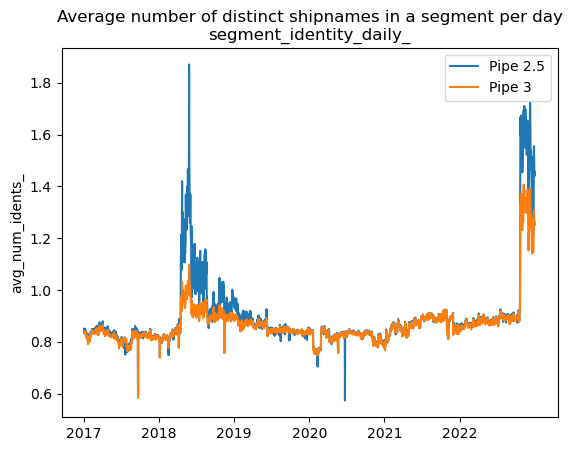 Average number of distinct shipnames in a segment per day
segment_identity_daily_
Pipe 2.5
Pipe 3
avg_num_idents_
1.8
1.6
1.4
1.2
1.0
0.8
0.6
2017
2018
2019
2020
2021
2022